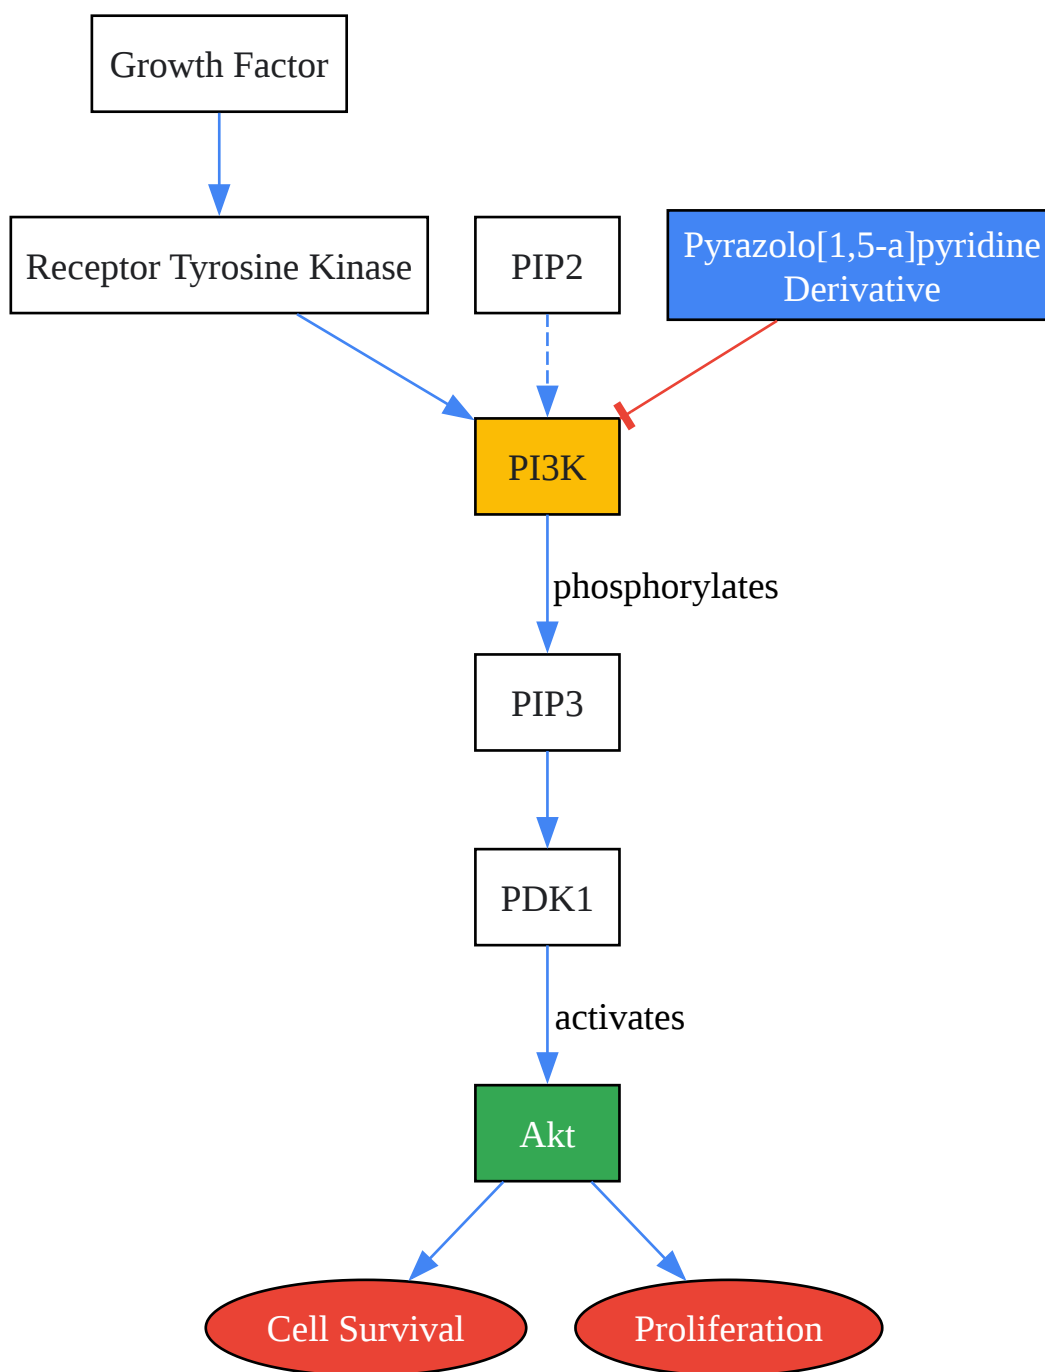 Growth Factor
Receptor Tyrosine Kinase
PIP2
Pyrazolo[1,5-a]pyridine
Derivative
PI3K
phosphorylates
PIP3
PDK1
activates
Akt
Cell Survival
Proliferation